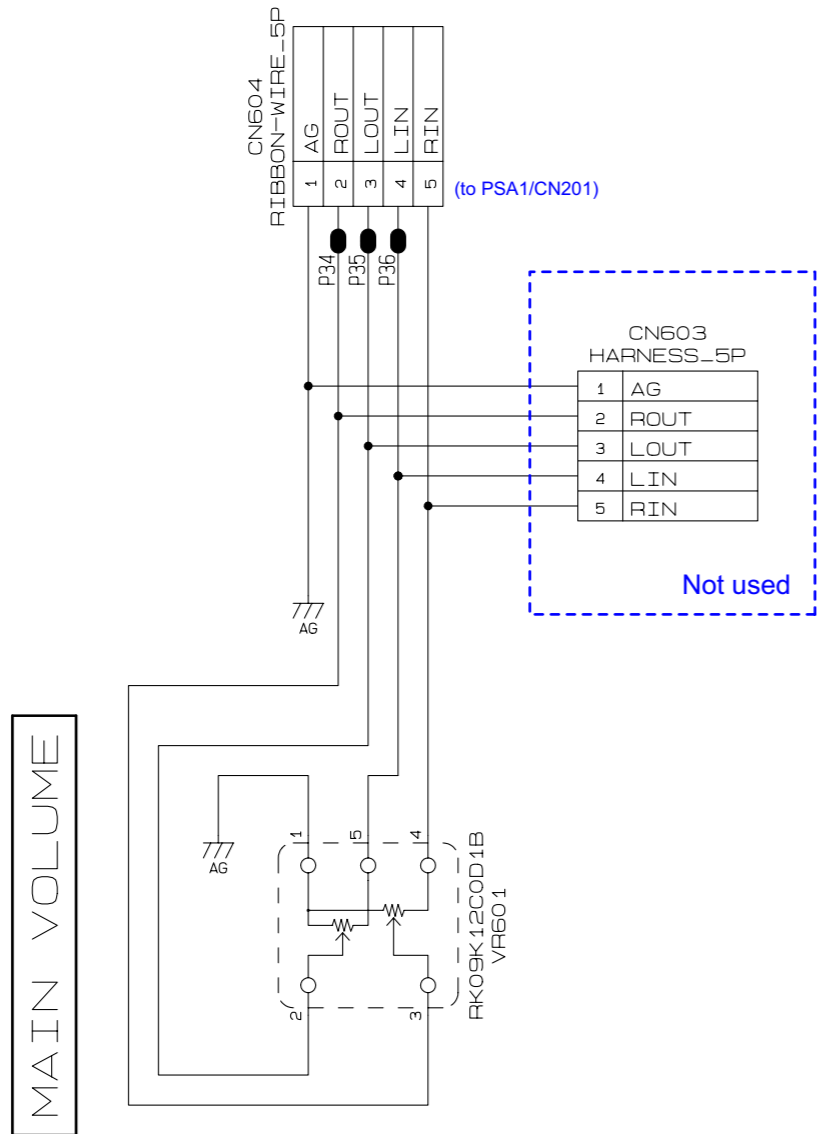 CN604
RIBBON-WIRE_5P
1 AG
2 ROUT
3 LOUT
4 LIN
5 RIN
(to PSA1/CN201)
P34
P35
P36
CN603
HARNESS_5P
1 AG
2 ROUT
3 LOUT
4 LIN
5 RIN
Not used
AG
MAIN VOLUME
AG
1
5
4
2
3
RK09K12C0D1B
VR601